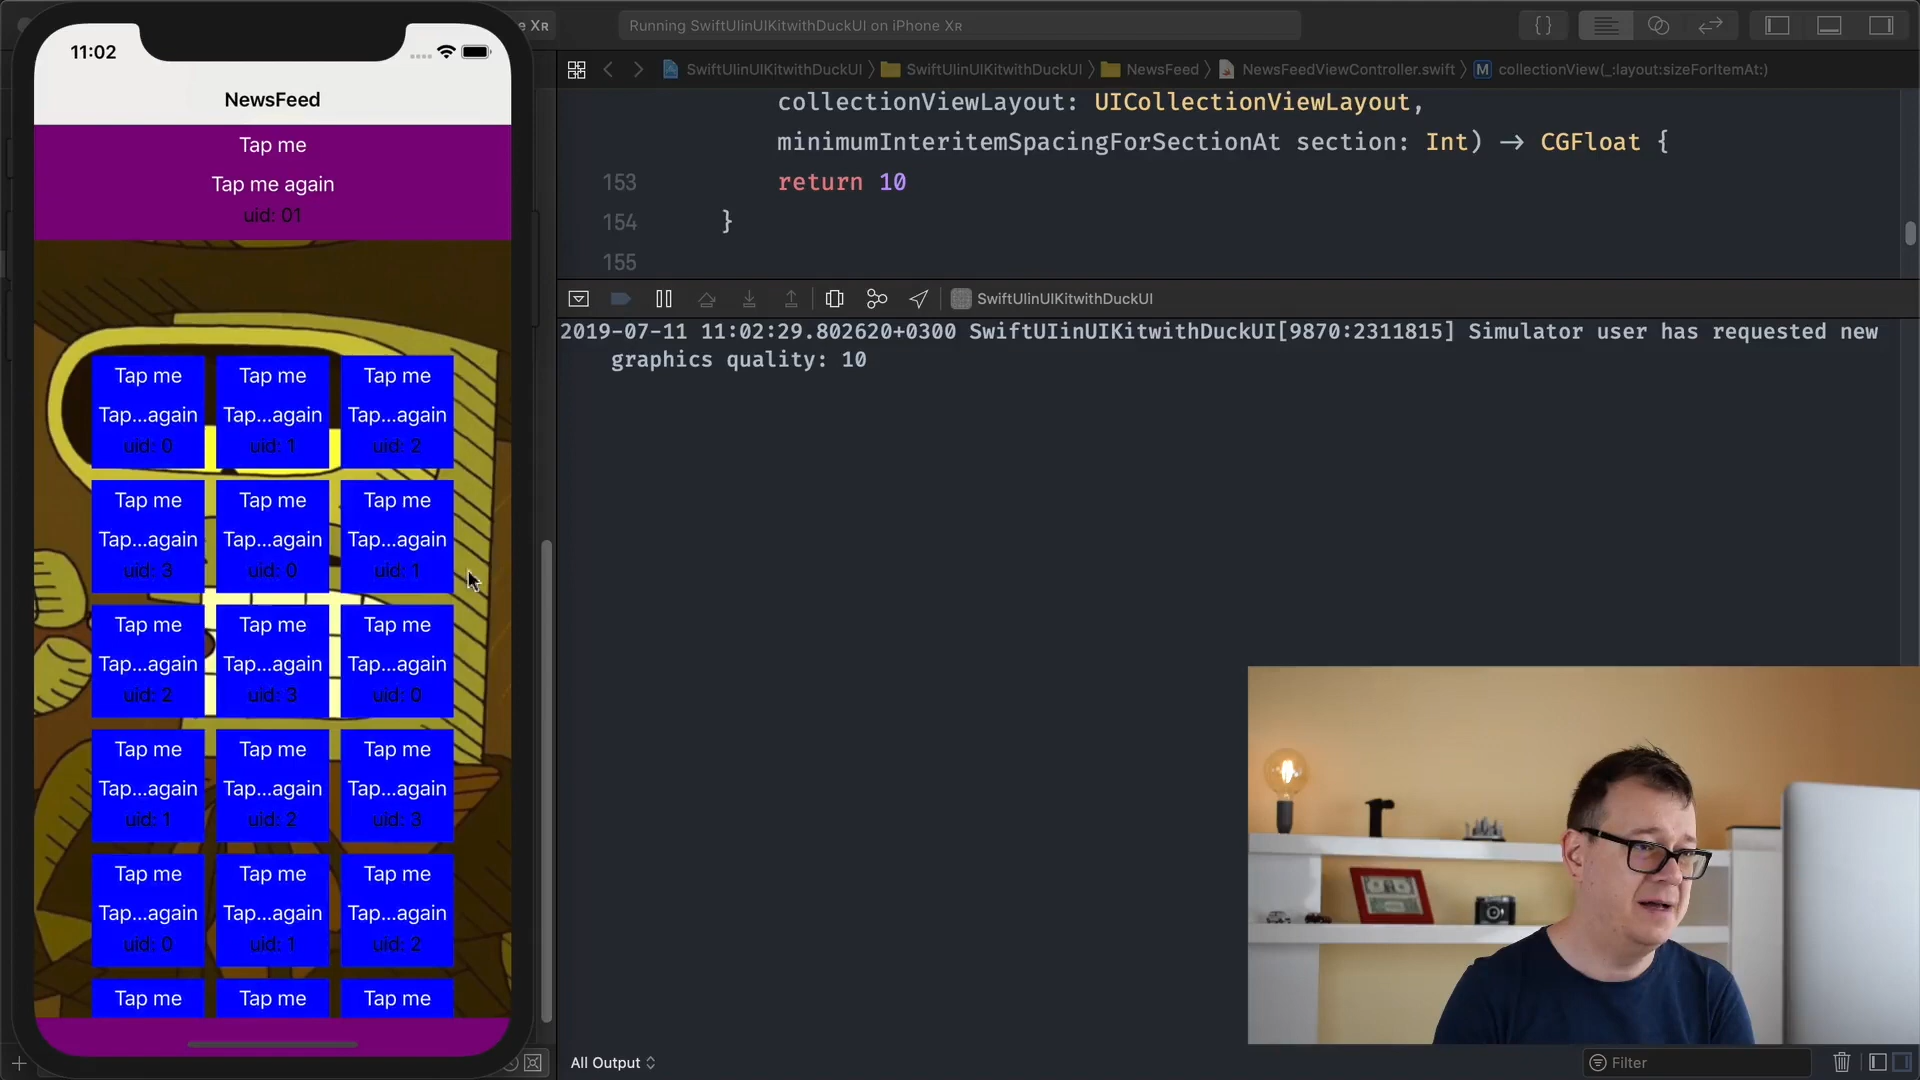 11:02
e XR
Running SwiftUIinUIKitwithDuckUI on iPhone XR
{}
SwiftUIinUIKitwithDuckUI
SwiftUIinUIKitwithDuckUI
NewsFeed
NewsFeedViewController.swift
M collectionView(_:layout:sizeForItemAt:)
NewsFeed
Tap me
Tap me again
uid: 01
collectionViewLayout: UICollectionViewLayout,
minimumInteritemSpacingForSectionAt section: Int) → CGFloat {
153 return 10
154 }
155
SwiftUIinUIKitwithDuckUI
2019-07-11 11:02:29.802620+0300 SwiftUIinUIKitwithDuckUI[9870:2311815] Simulator user has requested new
graphics quality: 10
Tap me Tap me Tap me
Tap...again Tap...again Tap...again
uid: 0 uid: 1 uid: 2
Tap me Tap me Tap me
Tap...again Tap...again Tap...again
uid: 3 uid: 0 uid: 1
Tap me Tap me Tap me
Tap...again Tap...again Tap...again
uid: 2 uid: 3 uid: 0
Tap me Tap me Tap me
Tap...again Tap...again Tap...again
uid: 1 uid: 2 uid: 3
Tap me Tap me Tap me
Tap...again Tap...again Tap...again
uid: 0 uid: 1 uid: 2
Tap me Tap me Tap me
All Output
Filter